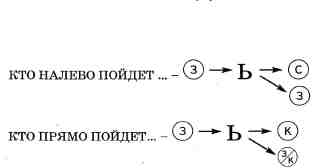 КТО НАЛЕВО ПОЙДЕТ ... – З → Ь → С
З
КТО ПРЯМО ПОЙДЕТ... – З → Ь → К
З/К